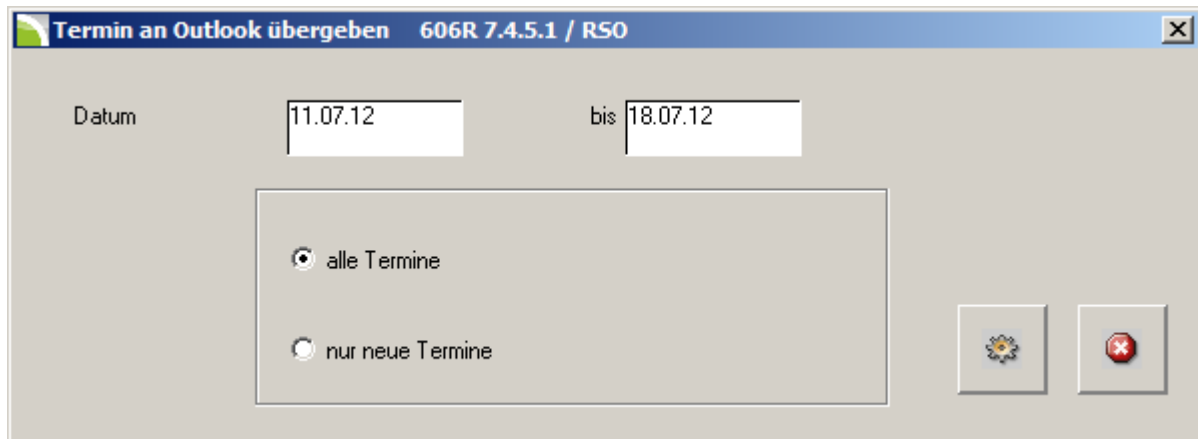 Termin an Outlook übergeben 606R 7.4.5.1 / RSO
Datum 11.07.12 bis 18.07.12
alle Termine
nur neue Termine